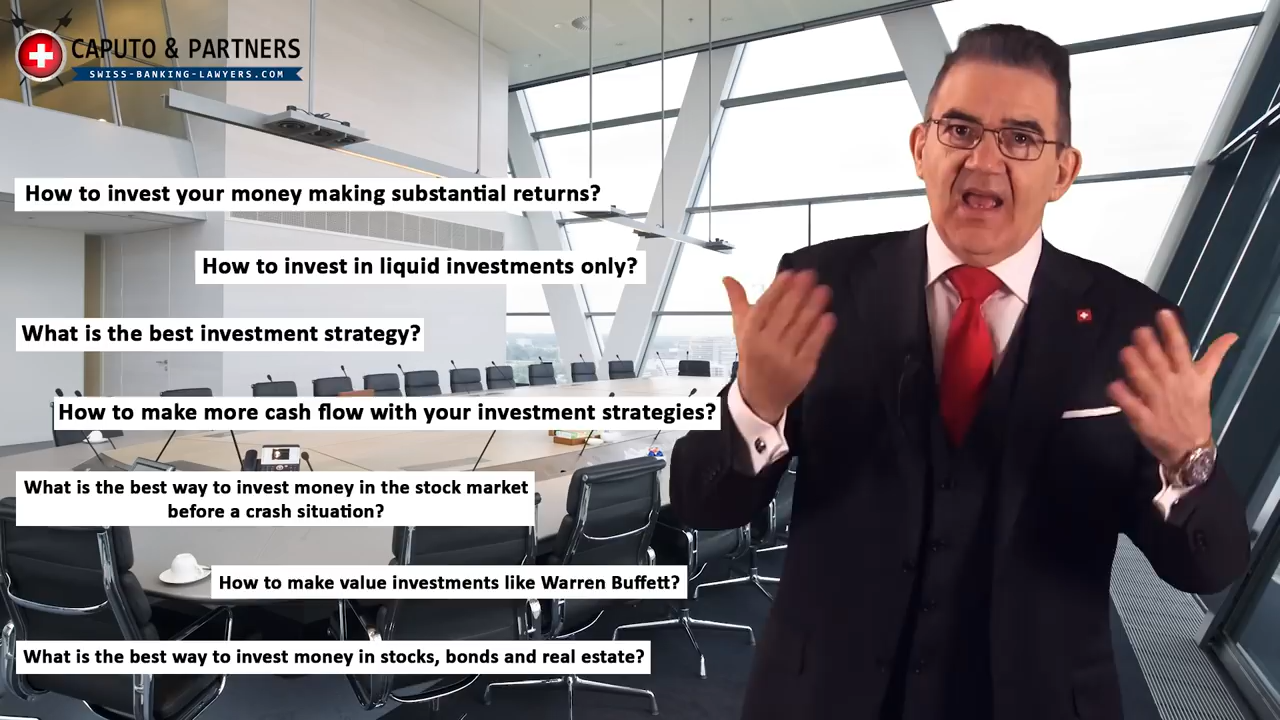 CAPUTO & PARTNERS
SWISS-BANKING-LAWYERS.COM
How to invest your money making substantial returns?
How to invest in liquid investments only?
What is the best investment strategy?
How to make more cash flow with your investment strategies?
What is the best way to invest money in the stock market
before a crash situation?
How to make value investments like Warren Buffett?
What is the best way to invest money in stocks, bonds and real estate?